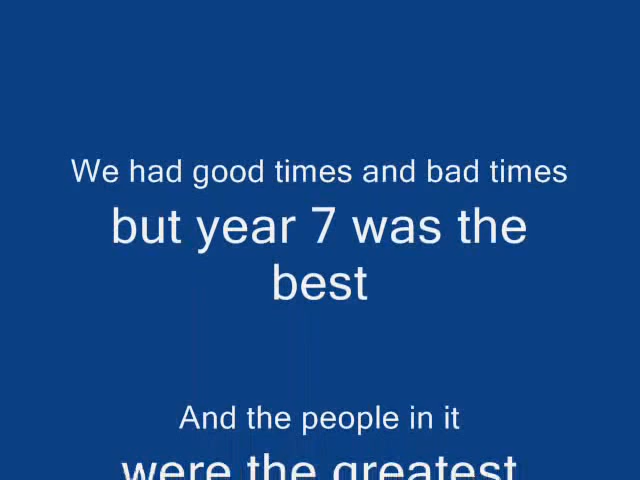 We had good times and bad times
but year 7 was the
best
And the people in it
were the greatest